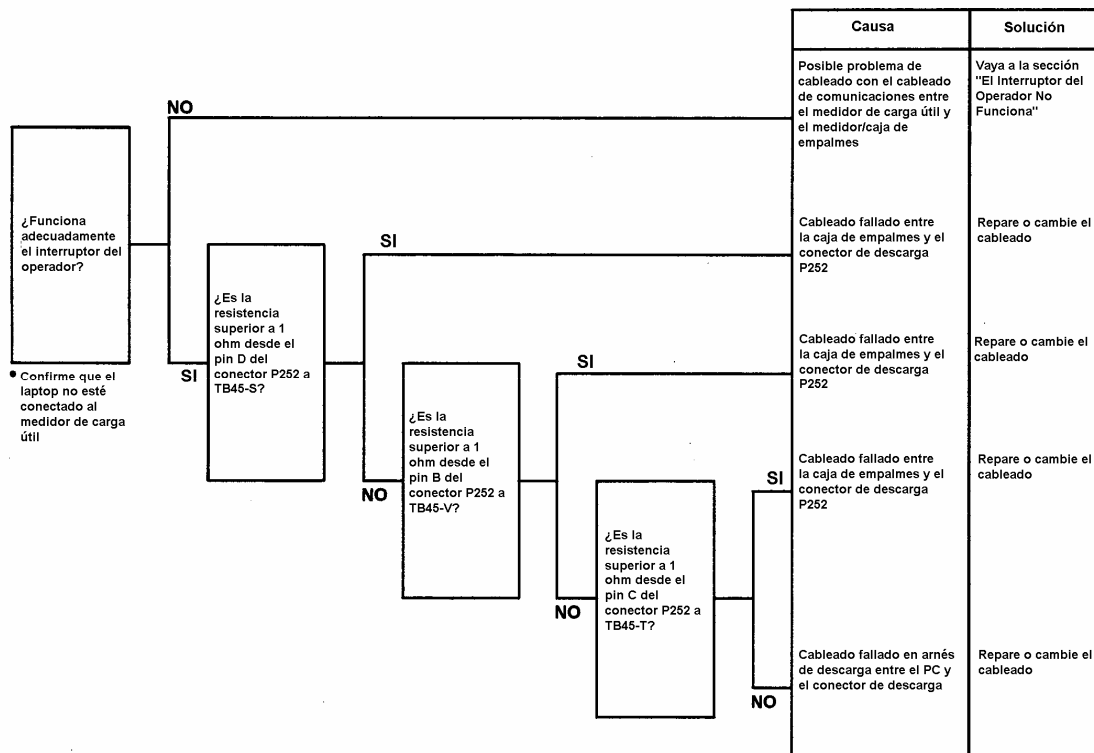 Causa
Solución
Posible problema de
cableado con el cableado
de comunicaciones entre
el medidor de carga útil y
el medidor/caja de
empalmes
Vaya a la sección
"El Interruptor del
Operador No
Funciona"
NO
¿Funciona
adecuadamente
el interruptor del
operador?
SI
• Confirme que el
laptop no esté
conectado al
medidor de carga
útil
¿Es la
resistencia
superior a 1
ohm desde el
pin D del
conector P252 a
TB45-S?
SI
Cableado fallado entre
la caja de empalmes y el
conector de descarga
P252
Repare o cambie el
cableado
NO
¿Es la
resistencia
superior a 1
ohm desde el
pin B del
conector P252 a
TB45-V?
SI
Cableado fallado entre
la caja de empalmes y el
conector de descarga
P252
Repare o cambie el
cableado
NO
¿Es la
resistencia
superior a 1
ohm desde el
pin C del
conector P252 a
TB45-T?
SI
Cableado fallado entre
la caja de empalmes y el
conector de descarga
P252
Repare o cambie el
cableado
NO
Cableado fallado en arnés
de descarga entre el PC y
el conector de descarga
Repare o cambie el
cableado